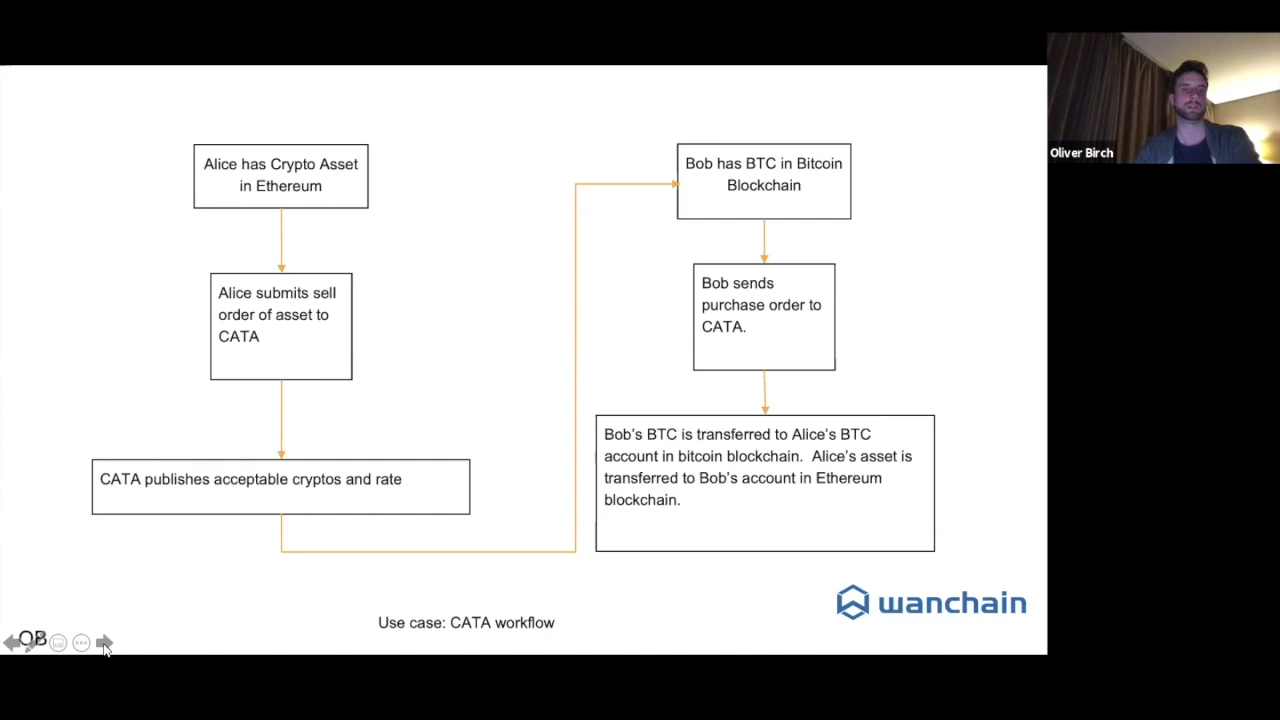 Alice has Crypto Asset
in Ethereum
Alice submits sell
order of asset to
CATA
CATA publishes acceptable cryptos and rate
Bob has BTC in Bitcoin
Blockchain
Bob sends
purchase order to
CATA.
Bob's BTC is transferred to Alice's BTC
account in bitcoin blockchain.  Alice's asset is
transferred to Bob's account in Ethereum
blockchain.
wanchain
Use case: CATA workflow
OB
Oliver Birch